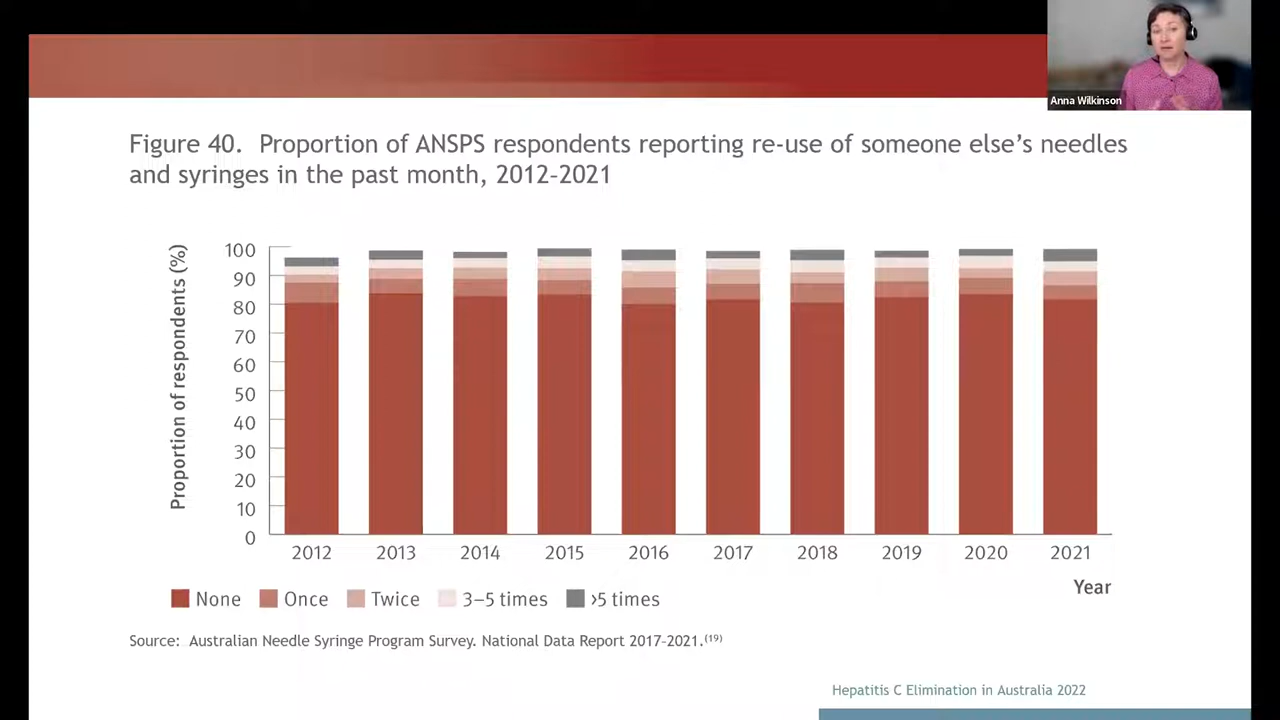 Anna Wilkinson
Figure 40. Proportion of ANSPS respondents reporting re-use of someone else’s needles
and syringes in the past month, 2012–2021
Proportion of respondents (%)
100
90
80
70
60
50
40
30
20
10
0
2012 2013 2014 2015 2016 2017 2018 2019 2020 2021
Year
None Once Twice 3–5 times >5 times
Source: Australian Needle Syringe Program Survey. National Data Report 2017–2021.(19)
Hepatitis C Elimination in Australia 2022